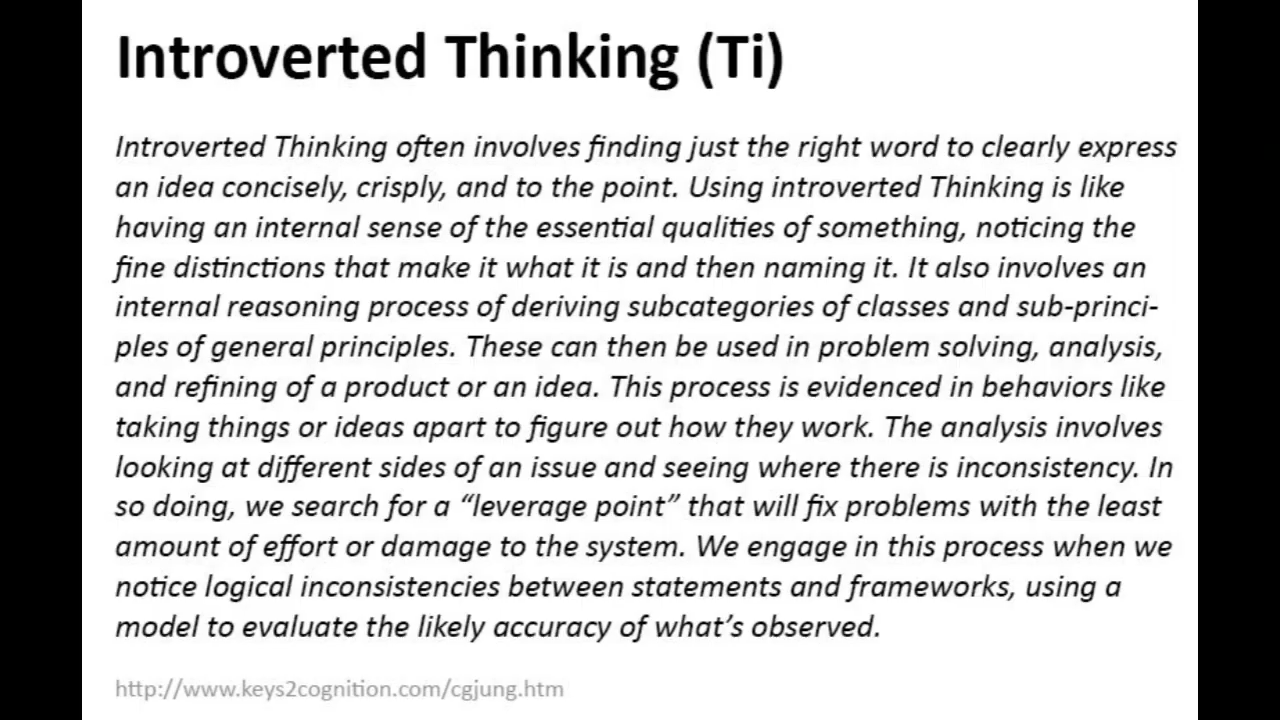 Introverted Thinking (Ti)
Introverted Thinking often involves finding just the right word to clearly express
an idea concisely, crisply, and to the point. Using introverted Thinking is like
having an internal sense of the essential qualities of something, noticing the
fine distinctions that make it what it is and then naming it. It also involves an
internal reasoning process of deriving subcategories of classes and sub-princi-
ples of general principles. These can then be used in problem solving, analysis,
and refining of a product or an idea. This process is evidenced in behaviors like
taking things or ideas apart to figure out how they work. The analysis involves
looking at different sides of an issue and seeing where there is inconsistency. In
so doing, we search for a “leverage point” that will fix problems with the least
amount of effort or damage to the system. We engage in this process when we
notice logical inconsistencies between statements and frameworks, using a
model to evaluate the likely accuracy of what’s observed.
http://www.keys2cognition.com/cgjung.htm